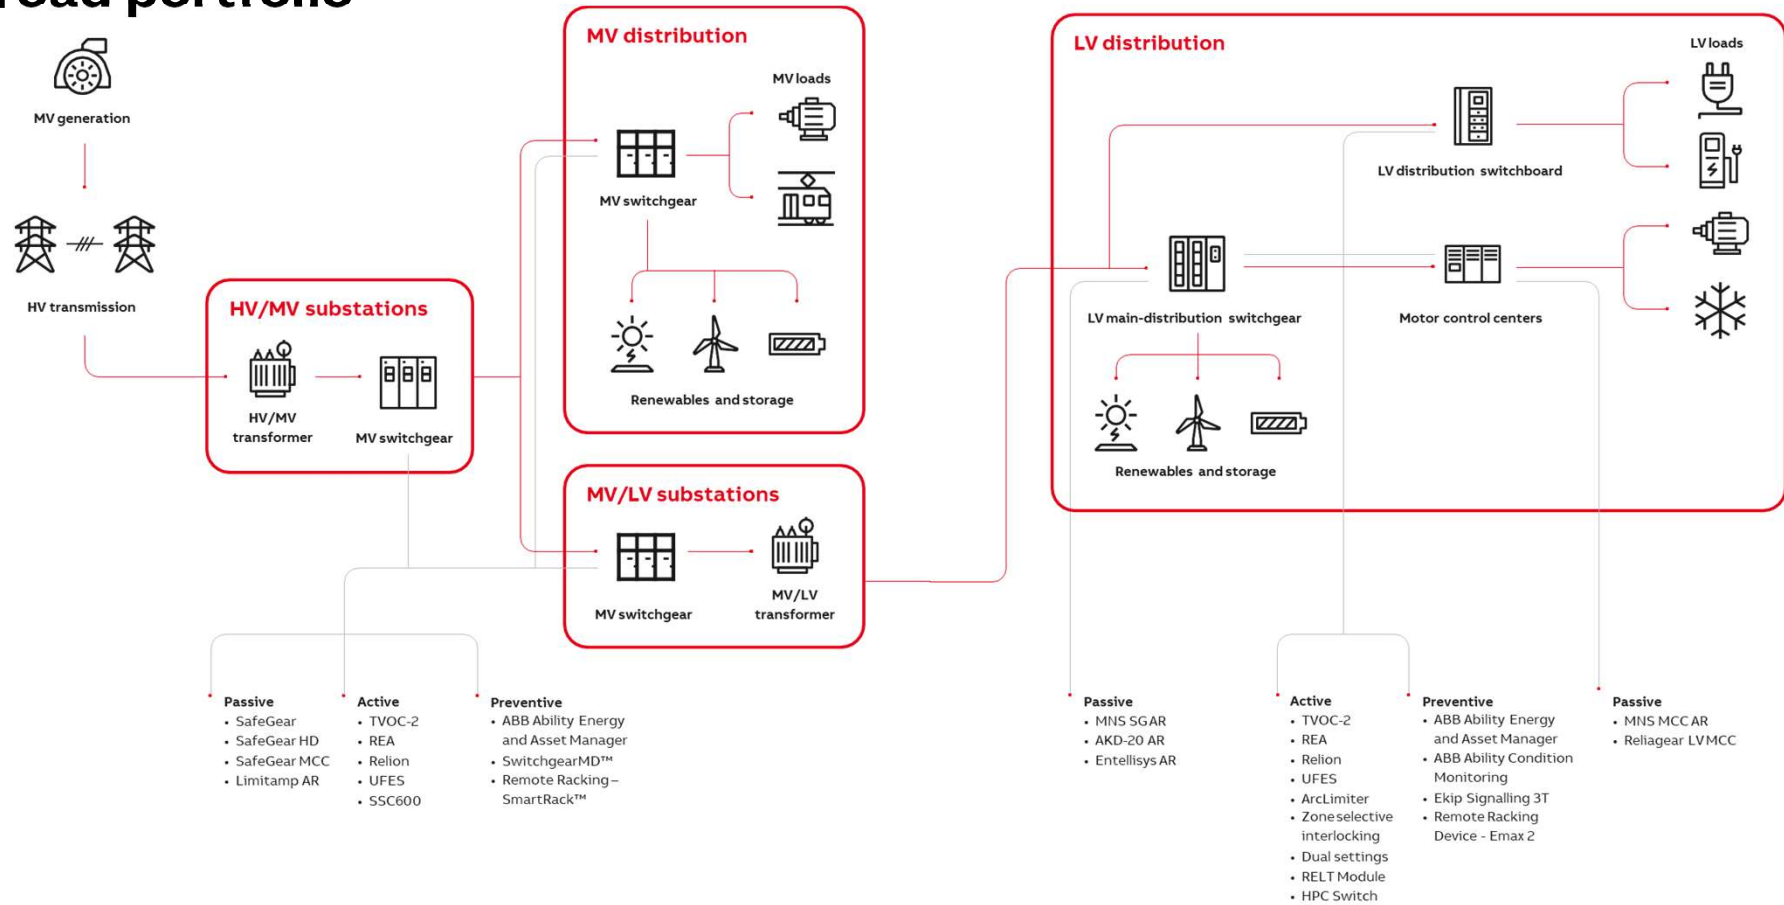 road portfolio
MV generation
HV transmission
HV/MV substations
HV/MV
transformer
MV switchgear
MV distribution
MV loads
MV switchgear
Renewables and storage
MV/LV substations
MV switchgear
MV/LV
transformer
LV distribution
LV loads
LV distribution switchboard
LV main-distribution switchgear
Motor control centers
Renewables and storage
Passive
• SafeGear
• SafeGear HD
• SafeGear MCC
• Limitamp AR
Active
• TVOC-2
• REA
• Relion
• UFES
• SSC600
Preventive
• ABB Ability Energy
and Asset Manager
• SwitchgearMD™
• Remote Racking –
SmartRack™
Passive
• MNS SG AR
• AKD-20 AR
• Entellisys AR
Active
• TVOC-2
• REA
• Relion
• UFES
• ArcLimiter
• Zone selective
interlocking
• Dual settings
• RELT Module
• HPC Switch
Preventive
• ABB Ability Energy
and Asset Manager
• ABB Ability Condition
Monitoring
• Ekip Signalling 3T
• Remote Racking
Device - Emax 2
Passive
• MNS MCC AR
• Reliagear LV MCC